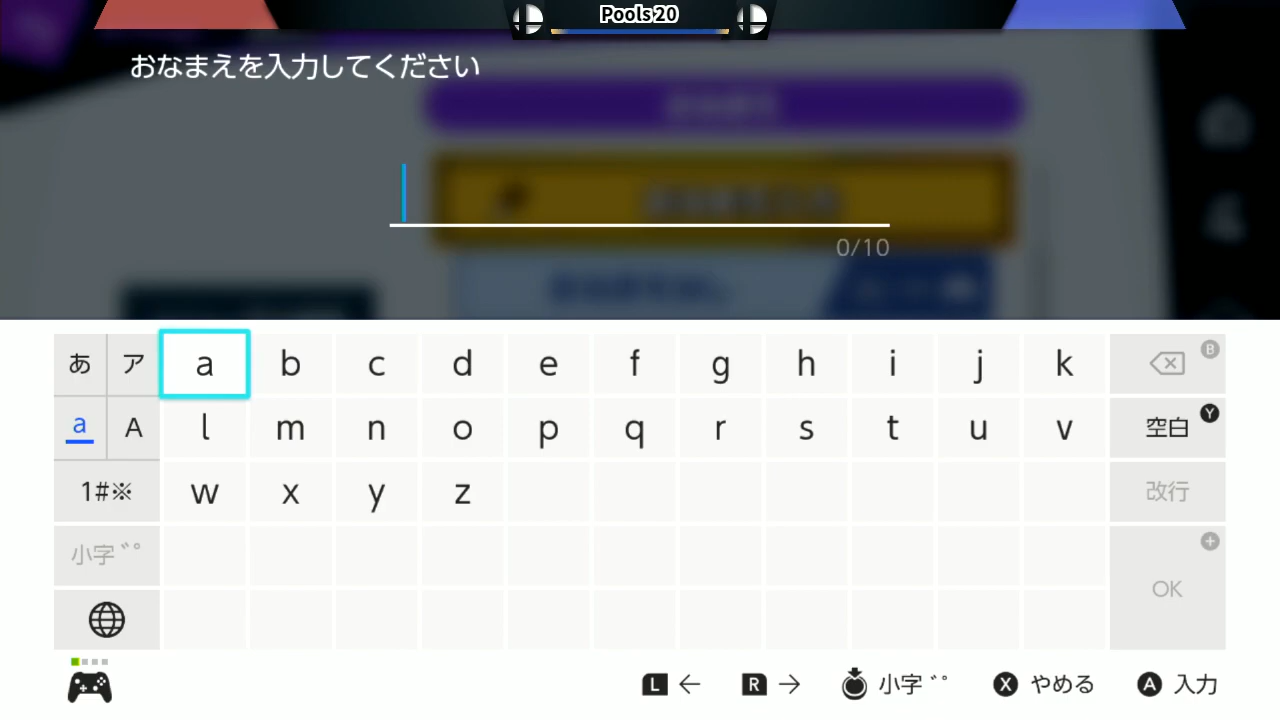 Pools 20
おなまえを入力してください
0/10
あ ア a b c d e f g h i j k B
a A l m n o p q r s t u v 空白 Y
1#※ w x y z 改行
小字゛゜ +
OK
L ← R → 小字゛゜ X やめる A 入力